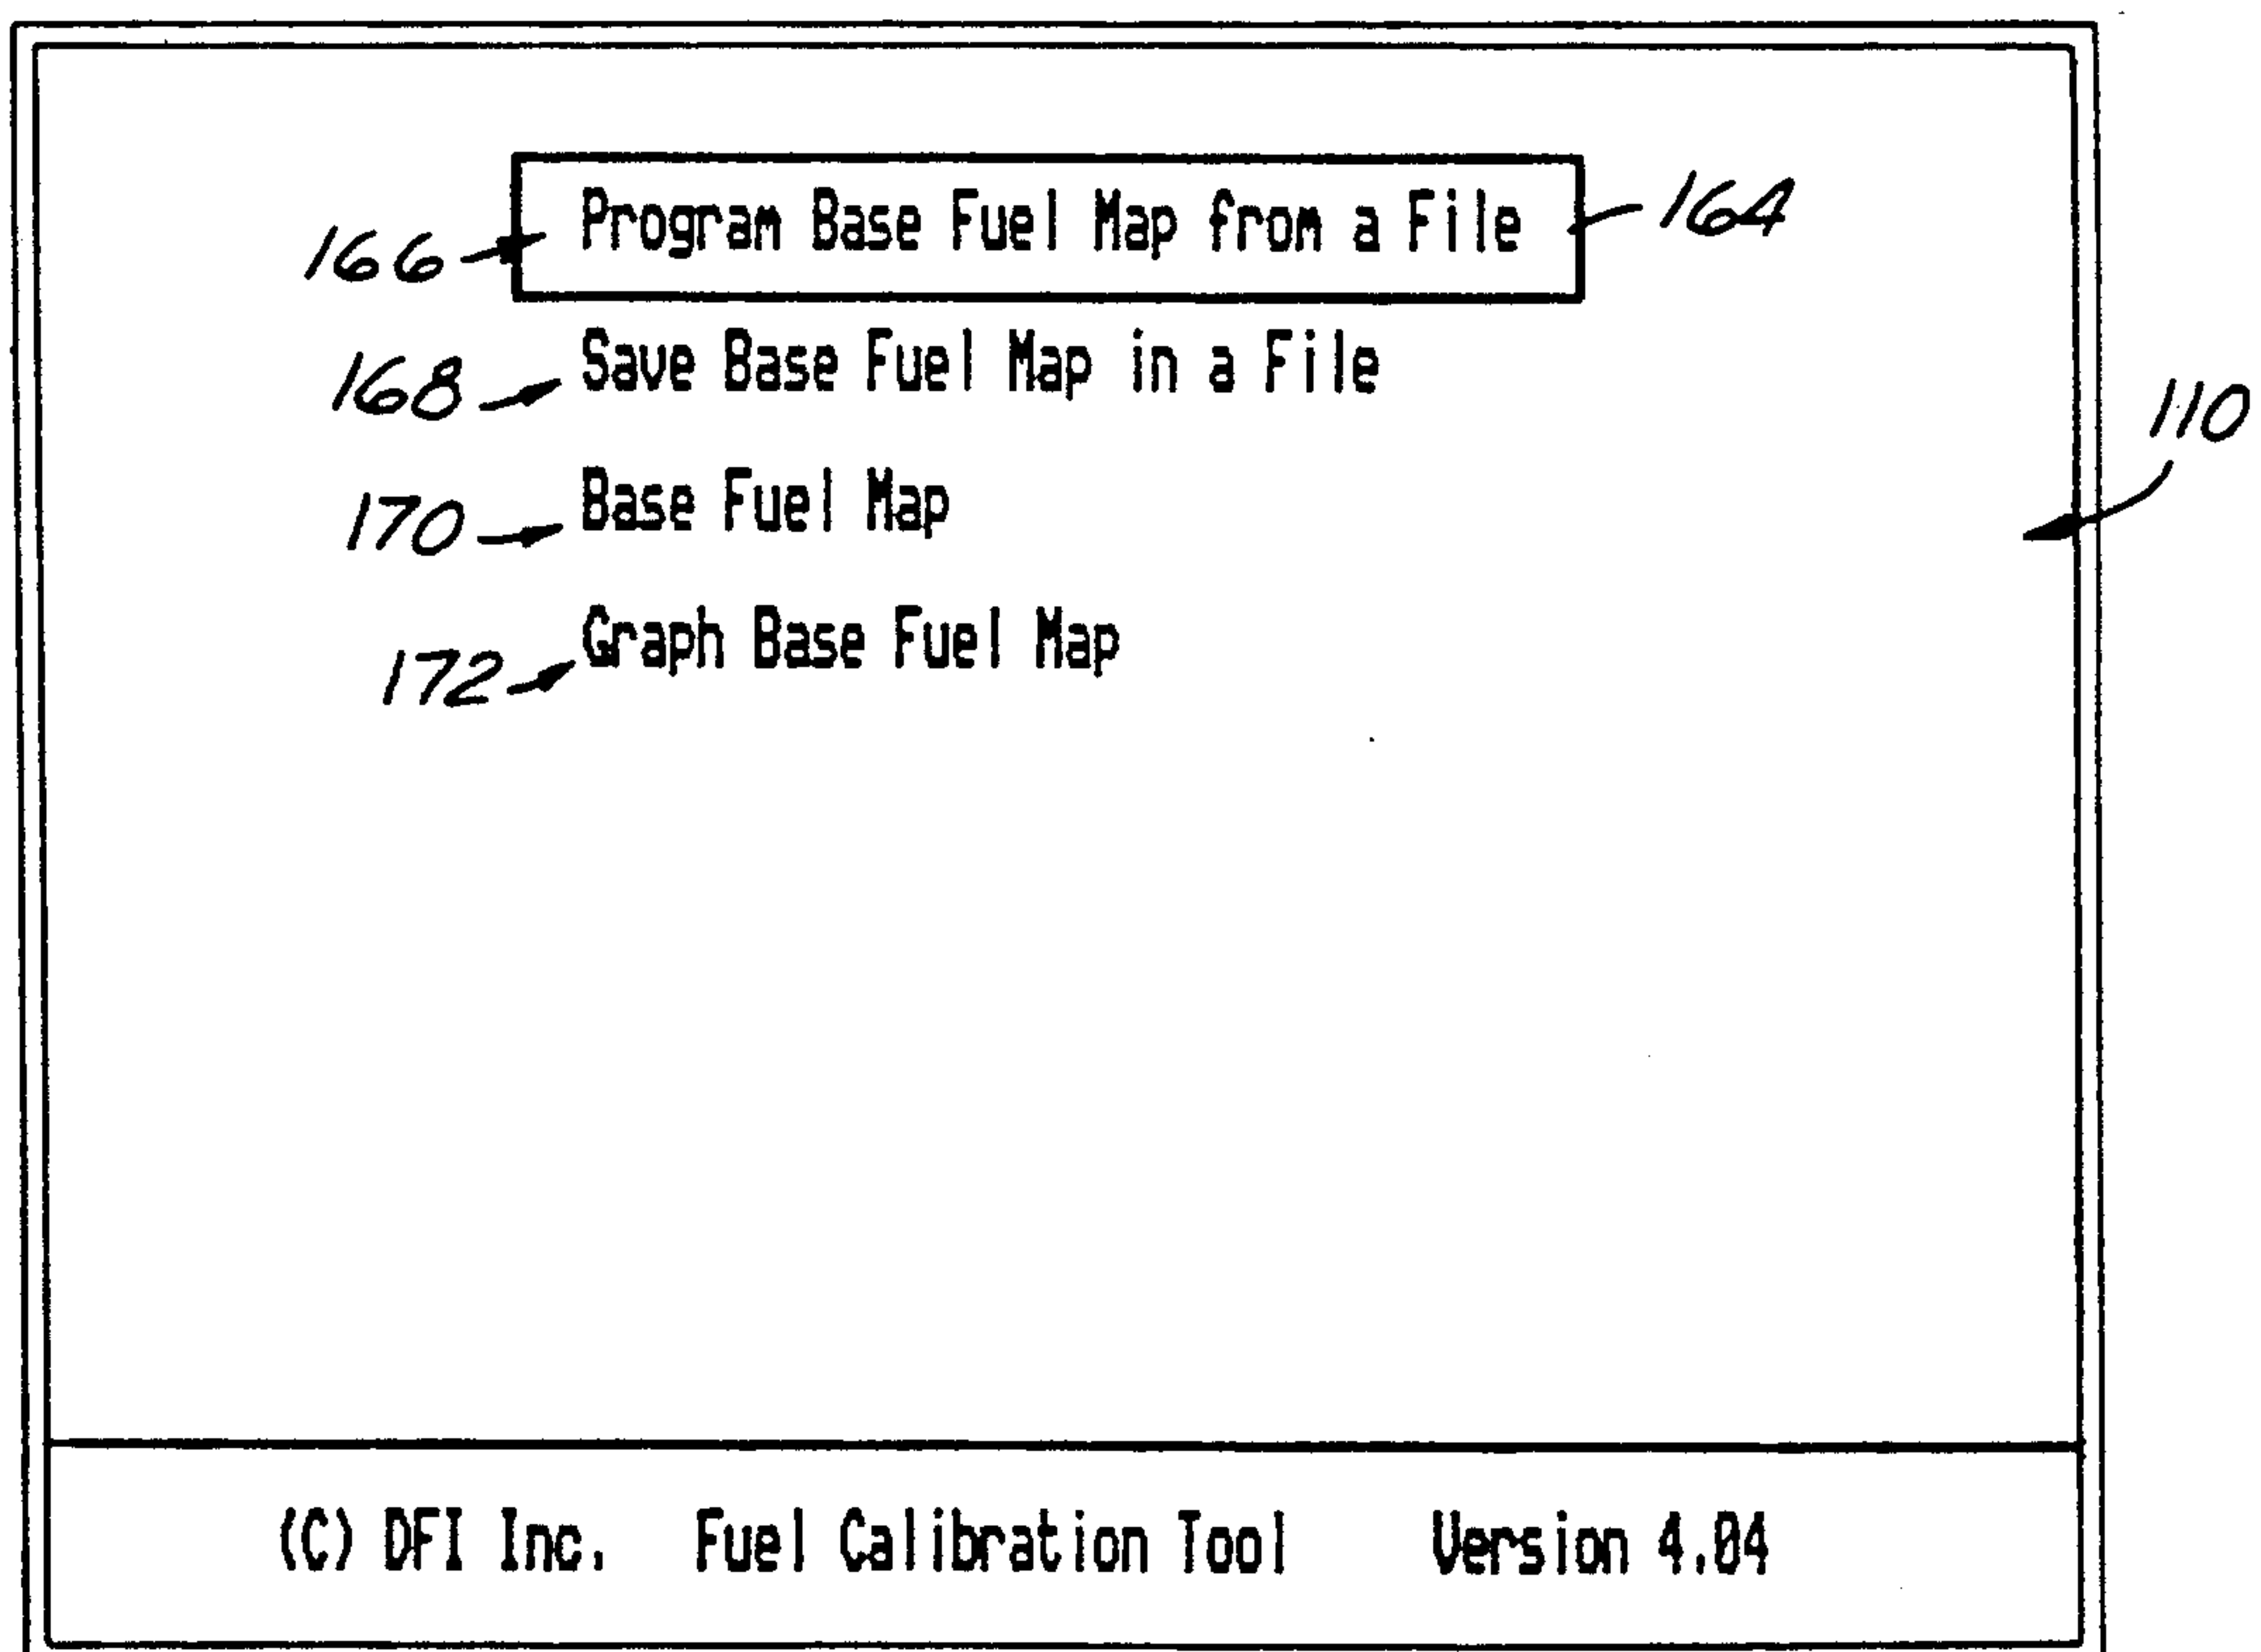 166 Program Base Fuel Map from a File 164
168 Save Base Fuel Map in a File
110
170 Base Fuel Map
172 Graph Base Fuel Map
(C) DFI Inc. Fuel Calibration Tool Version 4.04